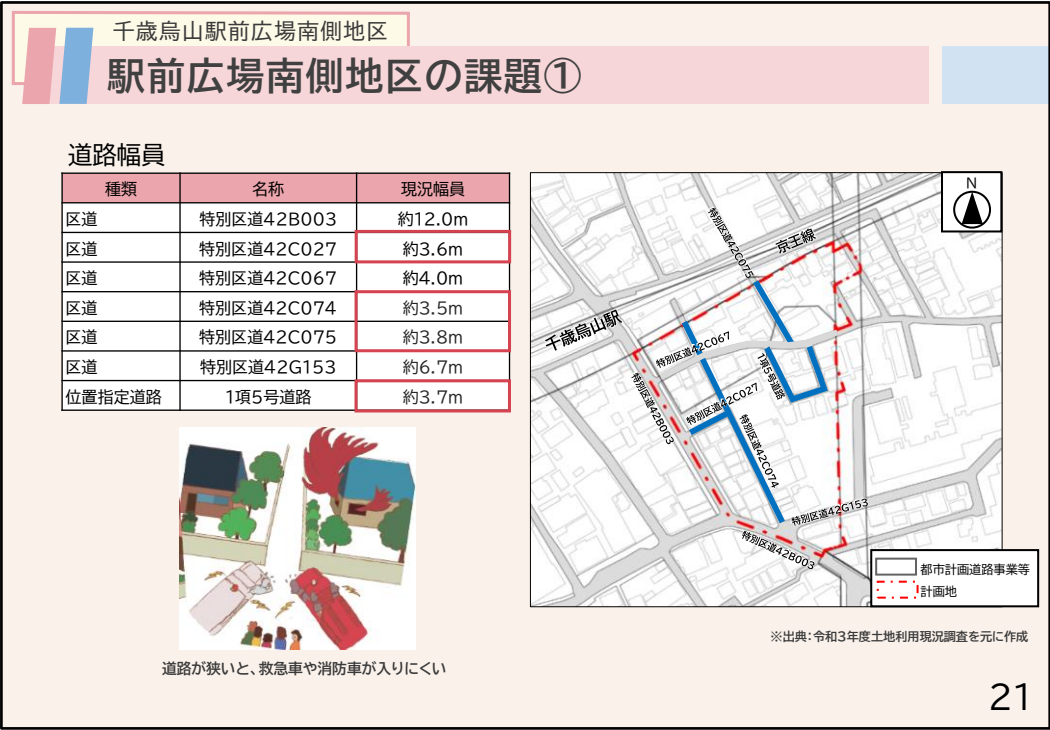 千歳烏山駅前広場南側地区
駅前広場南側地区の課題①
道路幅員
種類 名称 現況幅員
区道 特別区道42B003 約12.0m
区道 特別区道42C027 約3.6m
区道 特別区道42C067 約4.0m
区道 特別区道42C074 約3.5m
区道 特別区道42C075 約3.8m
区道 特別区道42G153 約6.7m
位置指定道路 1項5号道路 約3.7m
道路が狭いと、救急車や消防車が入りにくい
N
特別区道42C075
京王線
千歳烏山駅
特別区道42C067
1項5号道路
特別区道42B003
特別区道42C027
特別区道42C074
特別区道42G153
特別区道42B003
都市計画道路事業等
計画地
※出典：令和3年度土地利用現況調査を元に作成
21